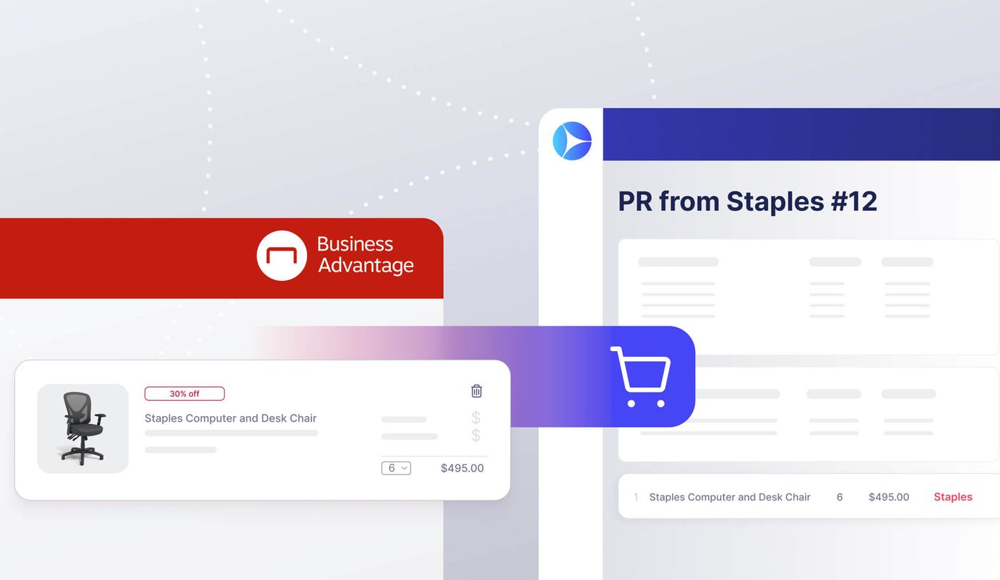 Business
Advantage
30% off
Staples Computer and Desk Chair
$
$
6
$495.00
PR from Staples #12
1 Staples Computer and Desk Chair 6 $495.00 Staples